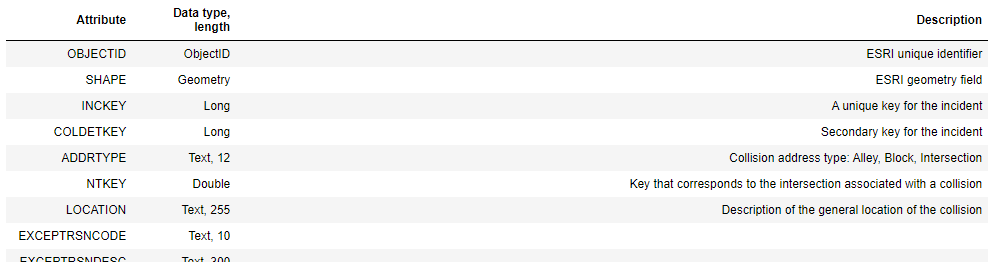 Attribute Data type, length Description
OBJECTID ObjectID ESRI unique identifier
SHAPE Geometry ESRI geometry field
INCKEY Long A unique key for the incident
COLDETKEY Long Secondary key for the incident
ADDRTYPE Text, 12 Collision address type: Alley, Block, Intersection
NTKEY Double Key that corresponds to the intersection associated with a collision
LOCATION Text, 255 Description of the general location of the collision
EXCEPTRSNCODE Text, 10
EXCEPTRSNDESC Text, 300